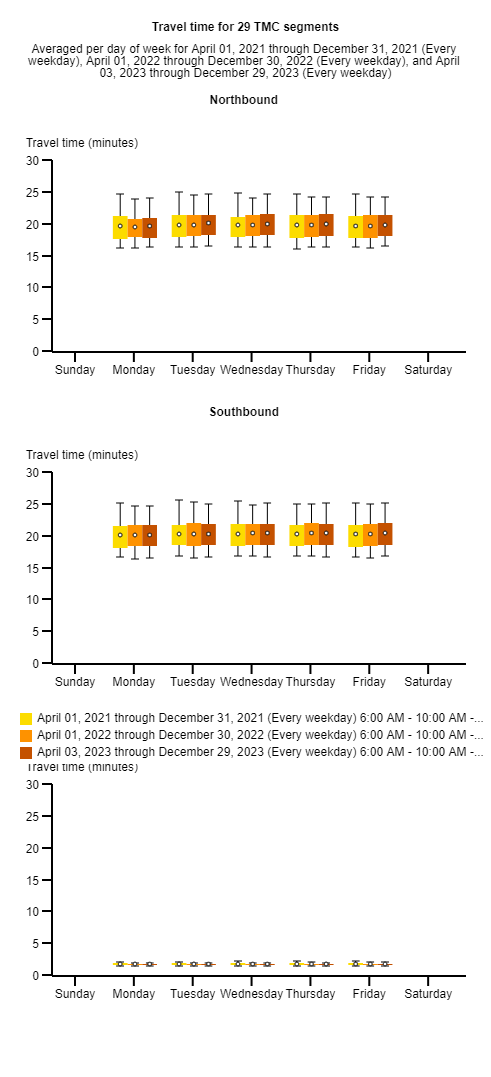 Travel time for 29 TMC segments
Averaged per day of week for April 01, 2021 through December 31, 2021 (Every
weekday), April 01, 2022 through December 30, 2022 (Every weekday), and April
03, 2023 through December 29, 2023 (Every weekday)
Northbound
Travel time (minutes)
30
25
20
15
10
5
0
Sunday Monday Tuesday Wednesday Thursday Friday Saturday
Southbound
Travel time (minutes)
30
25
20
15
10
5
0
Sunday Monday Tuesday Wednesday Thursday Friday Saturday
April 01, 2021 through December 31, 2021 (Every weekday) 6:00 AM - 10:00 AM -...
April 01, 2022 through December 30, 2022 (Every weekday) 6:00 AM - 10:00 AM -...
April 03, 2023 through December 29, 2023 (Every weekday) 6:00 AM - 10:00 AM -...
Travel time (minutes)
30
25
20
15
10
5
0
Sunday Monday Tuesday Wednesday Thursday Friday Saturday